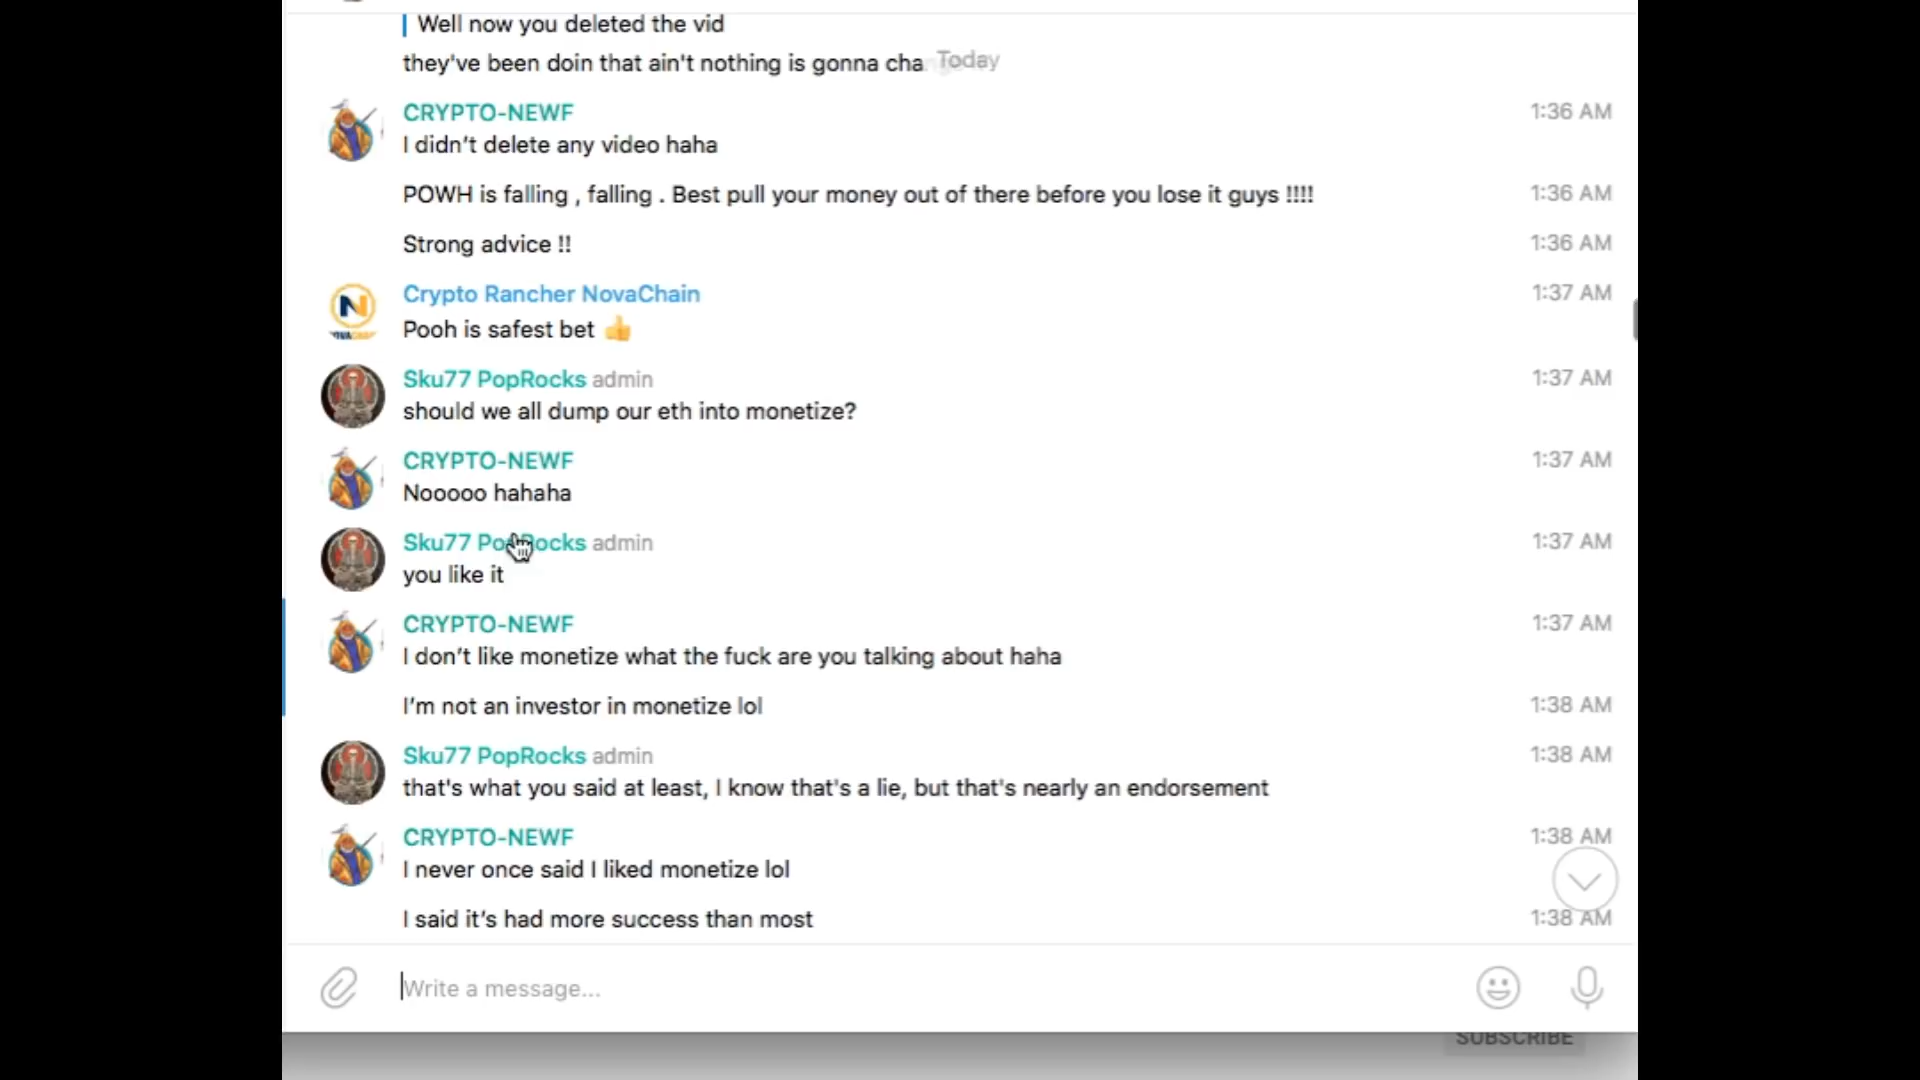 Well now you deleted the vid
they've been doin that ain't nothing is gonna cha
Today
CRYPTO-NEWF 1:36 AM
I didn't delete any video haha
POWH is falling , falling . Best pull your money out of there before you lose it guys !!!! 1:36 AM
Strong advice !! 1:36 AM
N
Crypto Rancher NovaChain 1:37 AM
Pooh is safest bet 👍
Sku77 PopRocks admin 1:37 AM
should we all dump our eth into monetize?
CRYPTO-NEWF 1:37 AM
Nooooo hahaha
Sku77 PopRocks admin 1:37 AM
you like it
CRYPTO-NEWF 1:37 AM
I don't like monetize what the fuck are you talking about haha
I'm not an investor in monetize lol 1:38 AM
Sku77 PopRocks admin 1:38 AM
that's what you said at least, I know that's a lie, but that's nearly an endorsement
CRYPTO-NEWF 1:38 AM
I never once said I liked monetize lol
I said it's had more success than most 1:38 AM
Write a message...
SUBSCRIBE